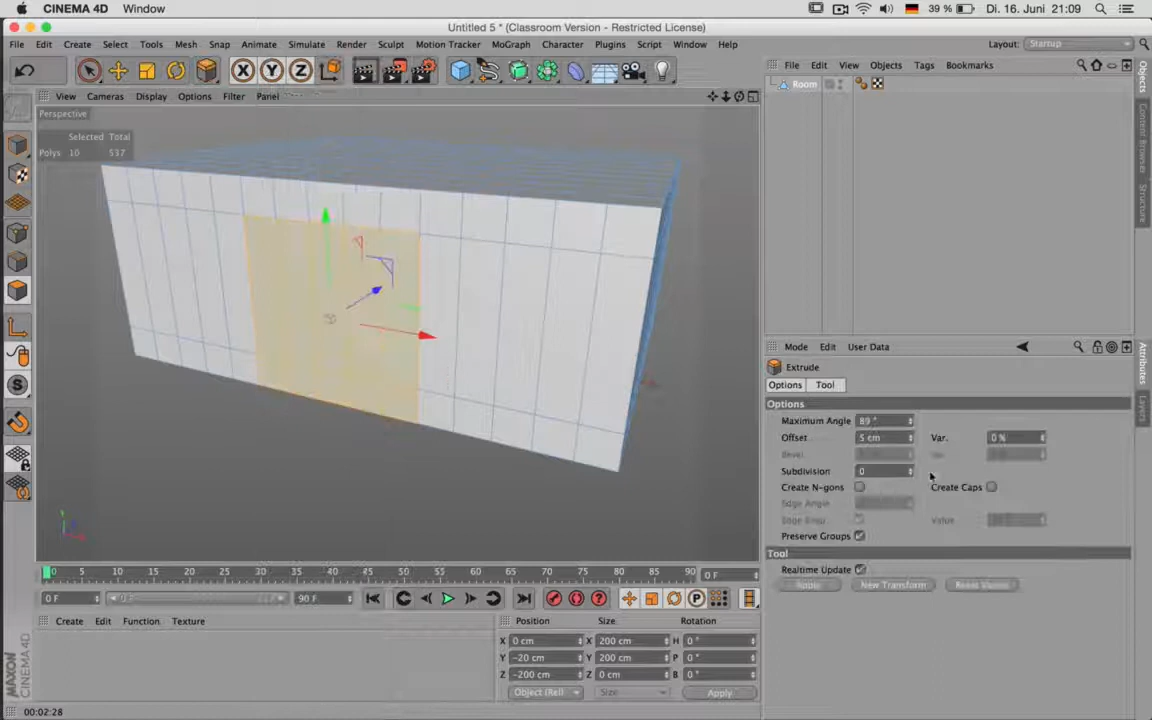 CINEMA 4D Window 39 % Di. 16. Juni 21:09
Untitled 5 * (Classroom Version - Restricted License)
File Edit Create Select Tools Mesh Snap Animate Simulate Render Sculpt Motion Tracker MoGraph Character Plugins Script Window Help Layout: Startup
X Y Z
File Edit View Objects Tags Bookmarks
View Cameras Display Options Filter Panel
Room
Perspective
Selected Total
Polys 10 537
Objects
Content Browser
Structure
Mode Edit User Data
Extrude
Options Tool
Options
Maximum Angle 89 °
Offset 5 cm Var. 0 %
Bevel
Subdivision 0
Create N-gons Create Caps
Edge Angle
Edge Snap Value
Preserve Groups
Tool
Realtime Update
Apply New Transform Reset Values
Attributes
Layers
0 5 10 15 20 25 30 35 40 45 50 55 60 65 70 75 80 85 90 0 F
0 F 0 F 90 F 90 F
Create Edit Function Texture
Position Size Rotation
X 0 cm X 200 cm H 0 °
Y -20 cm Y 200 cm P 0 °
Z -200 cm Z 0 cm B 0 °
Object (Rel) Size Apply
MAXON CINEMA 4D
00:02:28